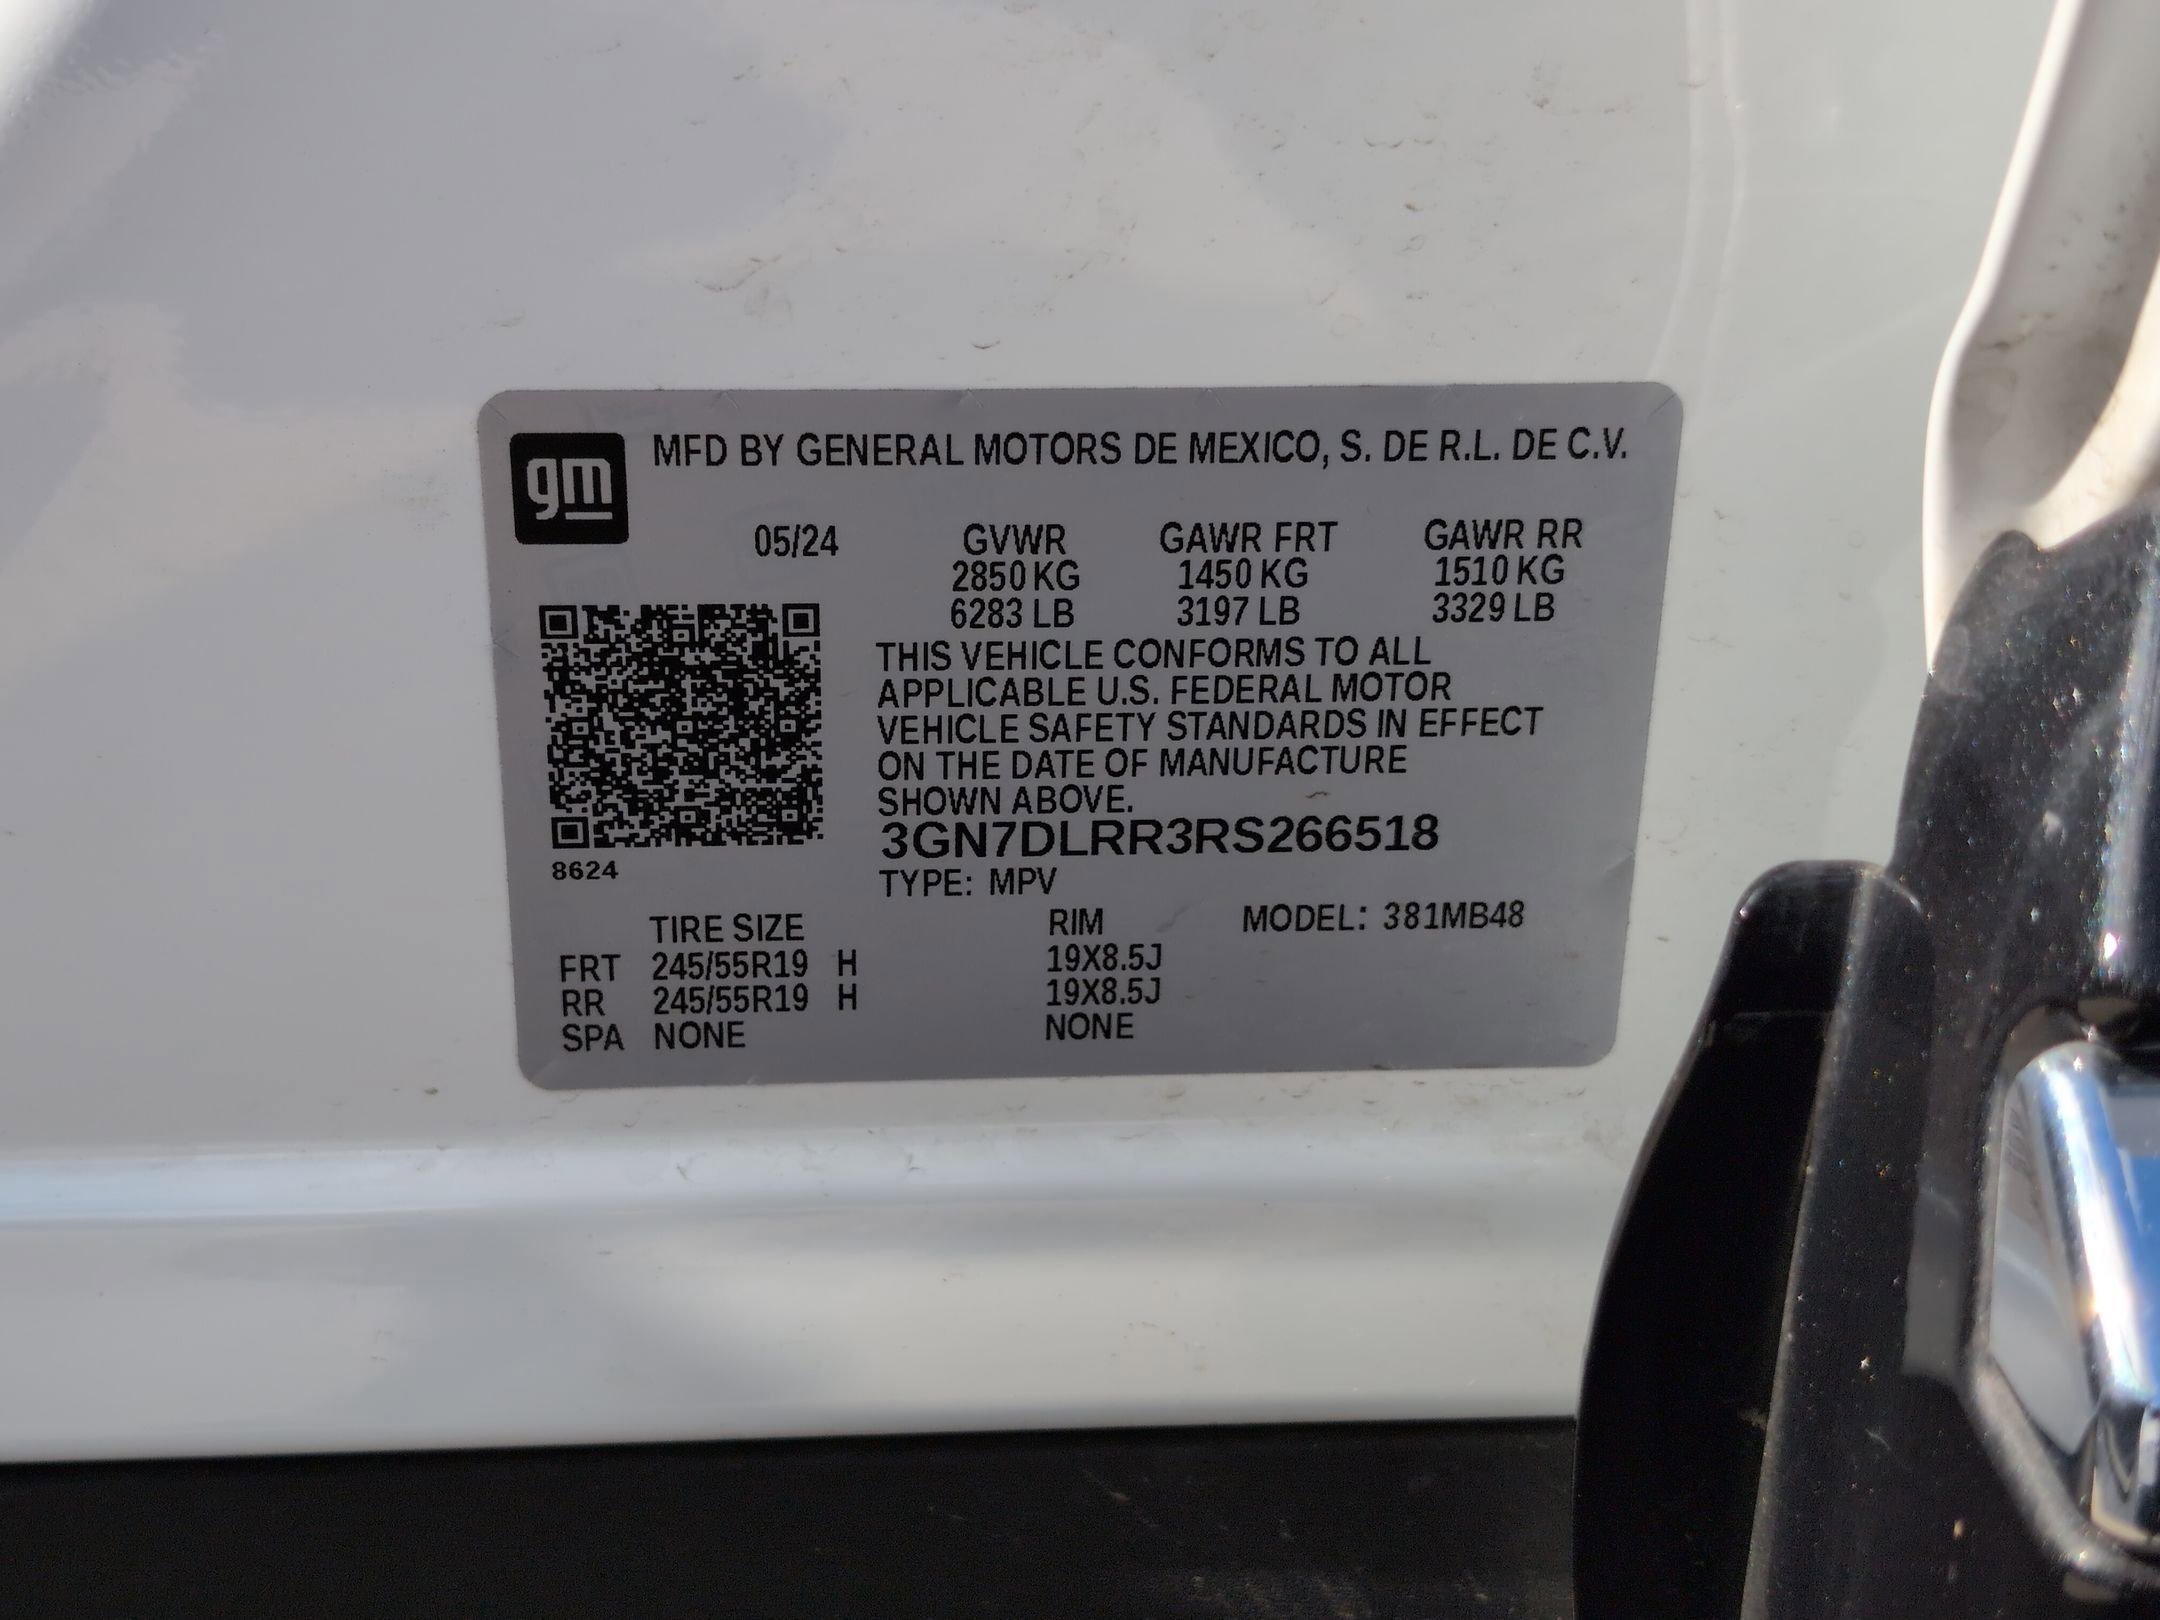 gm
MFD BY GENERAL MOTORS DE MEXICO, S. DE R.L. DE C.V.
05/24 GVWR GAWR FRT GAWR RR
2850 KG 1450 KG 1510 KG
6283 LB 3197 LB 3329 LB
THIS VEHICLE CONFORMS TO ALL
APPLICABLE U.S. FEDERAL MOTOR
VEHICLE SAFETY STANDARDS IN EFFECT
ON THE DATE OF MANUFACTURE
SHOWN ABOVE.
3GN7DLRR3RS266518
8624
TYPE: MPV
TIRE SIZE RIM MODEL: 381MB48
FRT 245/55R19 H 19X8.5J
RR 245/55R19 H 19X8.5J
SPA NONE NONE